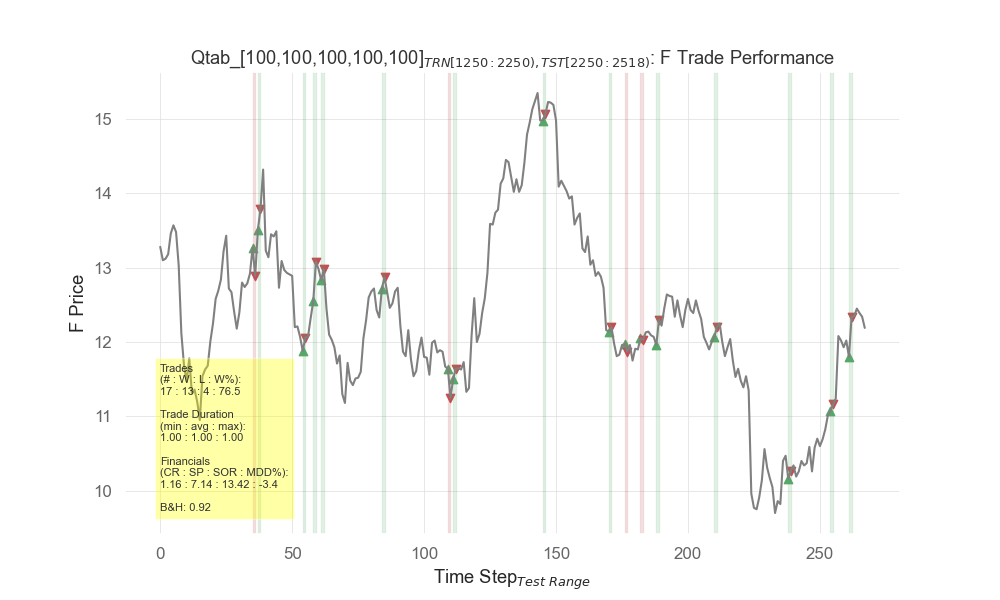 Qtab_[100,100,100,100,100]TRN[1250:2250),TST[2250:2518): F Trade Performance
F Price
15
14
13
12
11
10
Trades
(# : W : L : W%):
17 : 13 : 4 : 76.5
Trade Duration
(min : avg : max):
1.00 : 1.00 : 1.00
Financials
(CR : SP : SOR : MDD%):
1.16 : 7.14 : 13.42 : -3.4
B&H: 0.92
0 50 100 150 200 250
Time StepTest Range